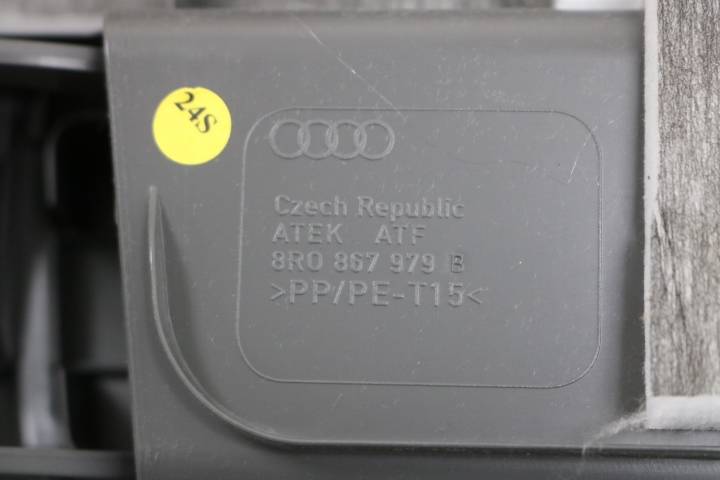 24S
Czech Republic
ATEK ATF
8R0 867 979 B
>PP/PE-T15<